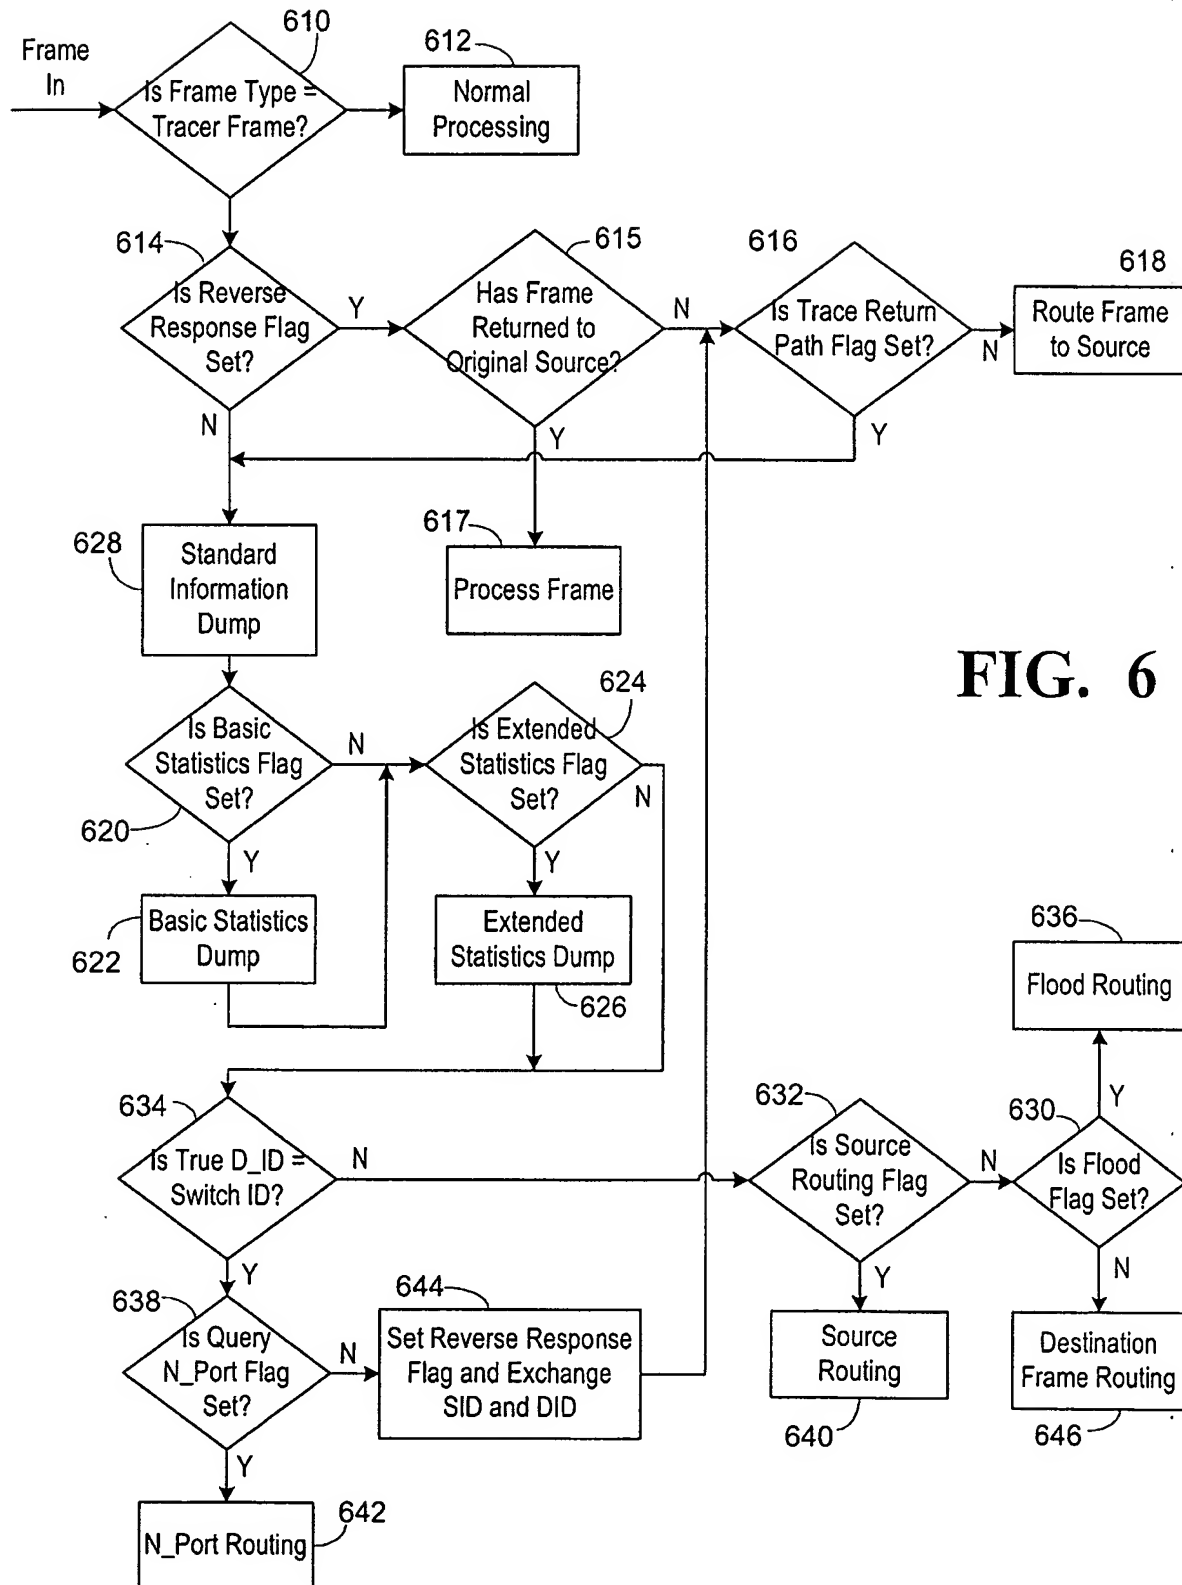 610
Frame
In
Is Frame Type =
Tracer Frame?
612
Normal
Processing
614
Is Reverse
Response Flag
Set?
Y
N
615
Has Frame
Returned to
Original Source?
N
Y
616
Is Trace Return
Path Flag Set?
N
Y
618
Route Frame
to Source
628
Standard
Information
Dump
617
Process Frame
FIG. 6
Is Basic
Statistics Flag
Set?
620
N
Y
624
Is Extended
Statistics Flag
Set?
N
Y
Basic Statistics
Dump
622
Extended
Statistics Dump
626
636
Flood Routing
Y
634
Is True D_ID =
Switch ID?
N
Y
632
Is Source
Routing Flag
Set?
N
Y
630
Is Flood
Flag Set?
N
638
Is Query
N_Port Flag
Set?
N
Y
644
Set Reverse Response
Flag and Exchange
SID and DID
Source
Routing
640
Destination
Frame Routing
646
N_Port Routing
642